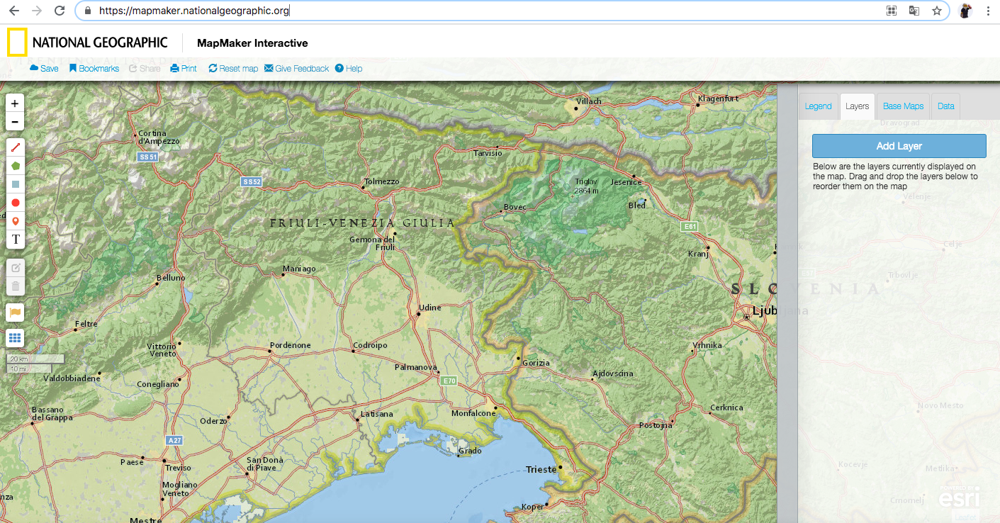 https://mapmaker.nationalgeographic.org
NATIONAL GEOGRAPHIC
MapMaker Interactive
Save
Bookmarks
Share
Print
Reset map
Give Feedback
Help
+
−
T
20 km
10 mi
Legend
Layers
Base Maps
Data
Add Layer
Below are the layers currently displayed on
the map. Drag and drop the layers below to
reorder them on the map
Villach
Klagenfurt
Dravograd
Cortina
d'Ampezzo
SS 51
Tarvisio
SS52
Tolmezzo
Triglav
2864 m
Jesenice
Velenje
Bovec
Bled
FRIULI-VENEZIA GIULIA
E61
Gemona del
Friuli
Kranj
Celje
Maniago
Belluno
Trbovlje
SLOVENIA
Udine
Ljubljana
Feltre
Vittorio
Veneto
Pordenone
Codroipo
Vrhnika
Palmanova
Gorizia
Ajdovscina
Valdobbiadene
Conegliano
E70
Bassano
del Grappa
Oderzo
Latisana
Monfalcone
Cerknica
Novo Mesto
Postojna
A27
Grado
Paese
Treviso
San Donà
di Piave
Trieste
Kocevje
Metlika
Mogliano
Veneto
Koper
Crnomelj
Mestre
POWERED BY
esri
Leaflet